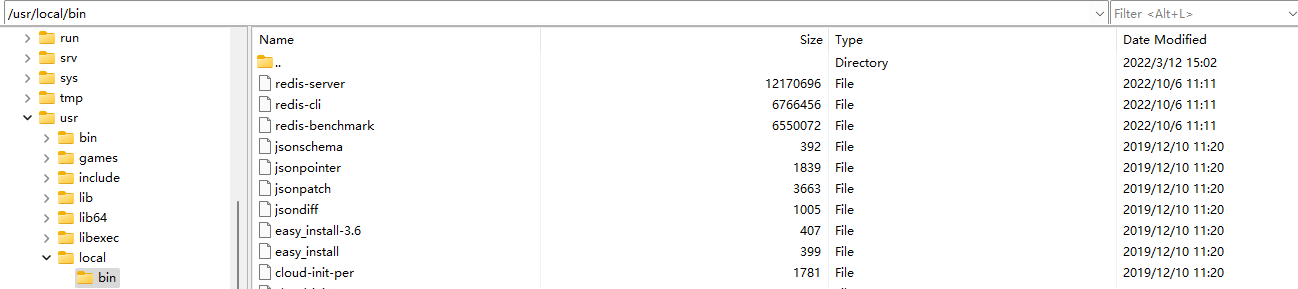 /usr/local/bin Filter <Alt+L>
run
srv
sys
tmp
usr
bin
games
include
lib
lib64
libexec
local
bin
Name Size Type Date Modified
.. Directory 2022/3/12 15:02
redis-server 12170696 File 2022/10/6 11:11
redis-cli 6766456 File 2022/10/6 11:11
redis-benchmark 6550072 File 2022/10/6 11:11
jsonschema 392 File 2019/12/10 11:20
jsonpointer 1839 File 2019/12/10 11:20
jsonpatch 3663 File 2019/12/10 11:20
jsondiff 1005 File 2019/12/10 11:20
easy_install-3.6 407 File 2019/12/10 11:20
easy_install 399 File 2019/12/10 11:20
cloud-init-per 1781 File 2019/12/10 11:20